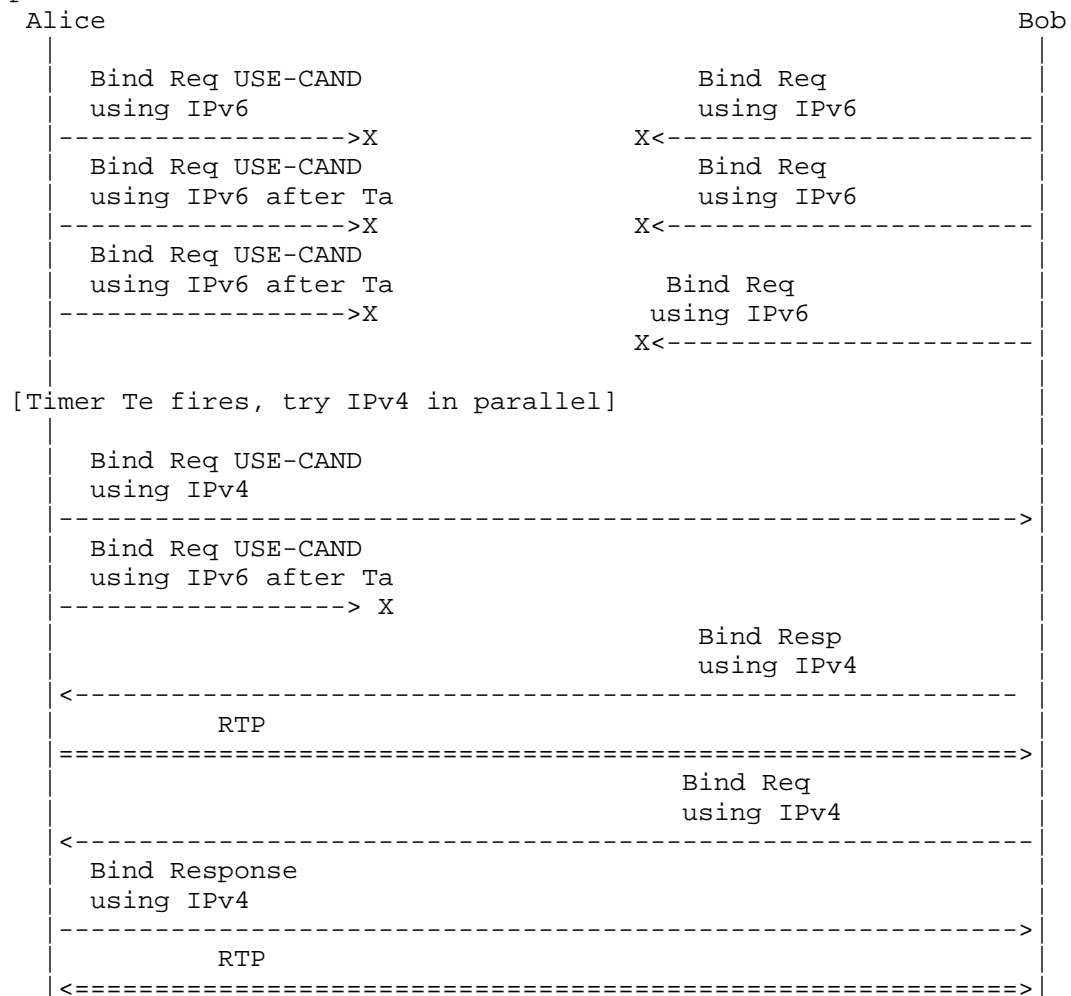 Alice Bob
Bind Req USE-CAND Bind Req
using IPv6 using IPv6
------------------>X X<-----------------------
Bind Req USE-CAND Bind Req
using IPv6 after Ta using IPv6
------------------>X X<-----------------------
Bind Req USE-CAND
using IPv6 after Ta Bind Req
------------------>X using IPv6
X<-----------------------
[Timer Te fires, try IPv4 in parallel]
Bind Req USE-CAND
using IPv4
------------------------------------------------------------>
Bind Req USE-CAND
using IPv6 after Ta
------------------> X
Bind Resp
using IPv4
<-----------------------------------------------------------
RTP
============================================================>
Bind Req
using IPv4
<------------------------------------------------------------
Bind Response
using IPv4
------------------------------------------------------------>
RTP
<===========================================================>